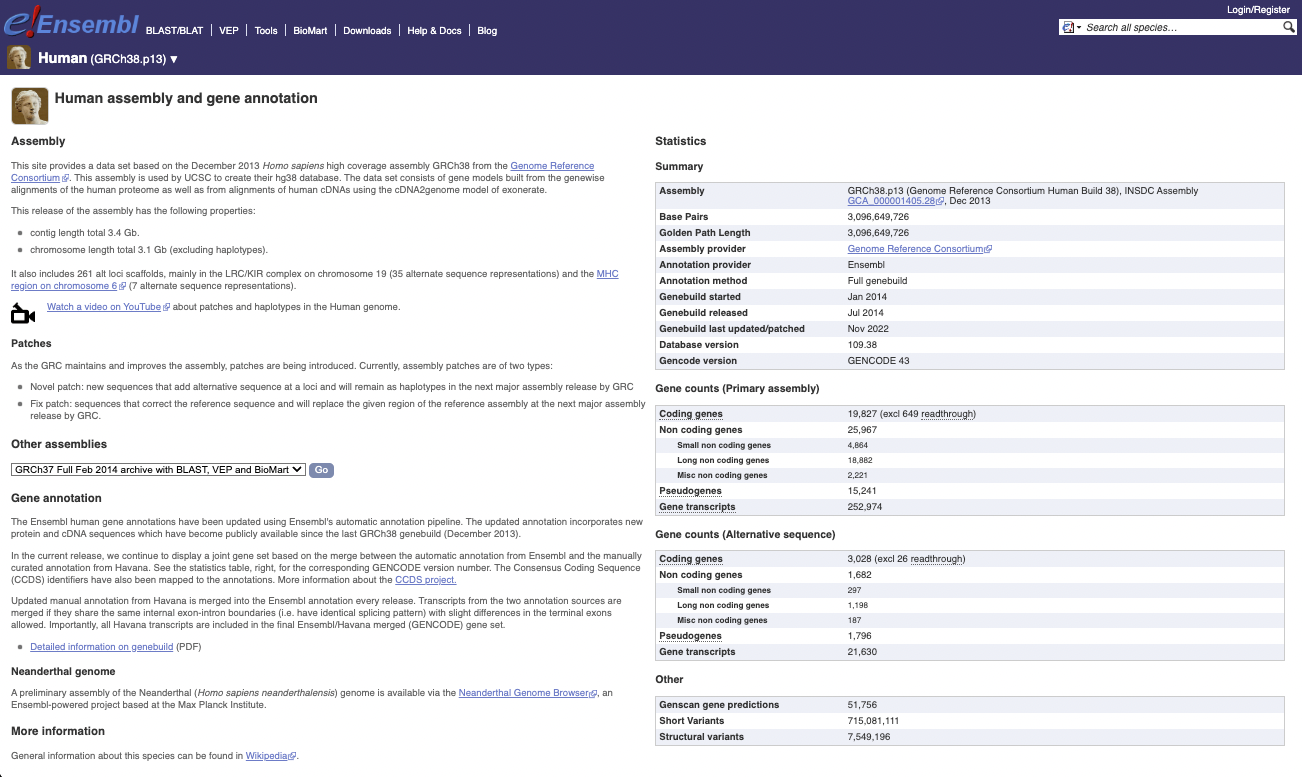 Login/Register
e!Ensembl BLAST/BLAT VEP Tools BioMart Downloads Help & Docs Blog
Search all species...
Human (GRCh38.p13) ▼
Human assembly and gene annotation
Assembly
This site provides a data set based on the December 2013 Homo sapiens high coverage assembly GRCh38 from the Genome Reference
Consortium. This assembly is used by UCSC to create their hg38 database. The data set consists of gene models built from the genewise
alignments of the human proteome as well as from alignments of human cDNAs using the cDNA2genome model of exonerate.
This release of the assembly has the following properties:
• contig length total 3.4 Gb.
• chromosome length total 3.1 Gb (excluding haplotypes).
It also includes 261 alt loci scaffolds, mainly in the LRC/KIR complex on chromosome 19 (35 alternate sequence representations) and the MHC
region on chromosome 6 (7 alternate sequence representations).
Watch a video on YouTube about patches and haplotypes in the Human genome.
Patches
As the GRC maintains and improves the assembly, patches are being introduced. Currently, assembly patches are of two types:
• Novel patch: new sequences that add alternative sequence at a loci and will remain as haplotypes in the next major assembly release by GRC
• Fix patch: sequences that correct the reference sequence and will replace the given region of the reference assembly at the next major assembly
release by GRC.
Other assemblies
GRCh37 Full Feb 2014 archive with BLAST, VEP and BioMart Go
Gene annotation
The Ensembl human gene annotations have been updated using Ensembl's automatic annotation pipeline. The updated annotation incorporates new
protein and cDNA sequences which have become publicly available since the last GRCh38 genebuild (December 2013).
In the current release, we continue to display a joint gene set based on the merge between the automatic annotation from Ensembl and the manually
curated annotation from Havana. See the statistics table, right, for the corresponding GENCODE version number. The Consensus Coding Sequence
(CCDS) identifiers have also been mapped to the annotations. More information about the CCDS project.
Updated manual annotation from Havana is merged into the Ensembl annotation every release. Transcripts from the two annotation sources are
merged if they share the same internal exon-intron boundaries (i.e. have identical splicing pattern) with slight differences in the terminal exons
allowed. Importantly, all Havana transcripts are included in the final Ensembl/Havana merged (GENCODE) gene set.
• Detailed information on genebuild (PDF)
Neanderthal genome
A preliminary assembly of the Neanderthal (Homo sapiens neanderthalensis) genome is available via the Neanderthal Genome Browser, an
Ensembl-powered project based at the Max Planck Institute.
More information
General information about this species can be found in Wikipedia.
Statistics
Summary
Assembly GRCh38.p13 (Genome Reference Consortium Human Build 38), INSDC Assembly
GCA_000001405.28, Dec 2013
Base Pairs 3,096,649,726
Golden Path Length 3,096,649,726
Assembly provider Genome Reference Consortium
Annotation provider Ensembl
Annotation method Full genebuild
Genebuild started Jan 2014
Genebuild released Jul 2014
Genebuild last updated/patched Nov 2022
Database version 109.38
Gencode version GENCODE 43
Gene counts (Primary assembly)
Coding genes 19,827 (excl 649 readthrough)
Non coding genes 25,967
Small non coding genes 4,864
Long non coding genes 18,882
Misc non coding genes 2,221
Pseudogenes 15,241
Gene transcripts 252,974
Gene counts (Alternative sequence)
Coding genes 3,028 (excl 26 readthrough)
Non coding genes 1,682
Small non coding genes 297
Long non coding genes 1,198
Misc non coding genes 187
Pseudogenes 1,796
Gene transcripts 21,630
Other
Genscan gene predictions 51,756
Short Variants 715,081,111
Structural variants 7,549,196